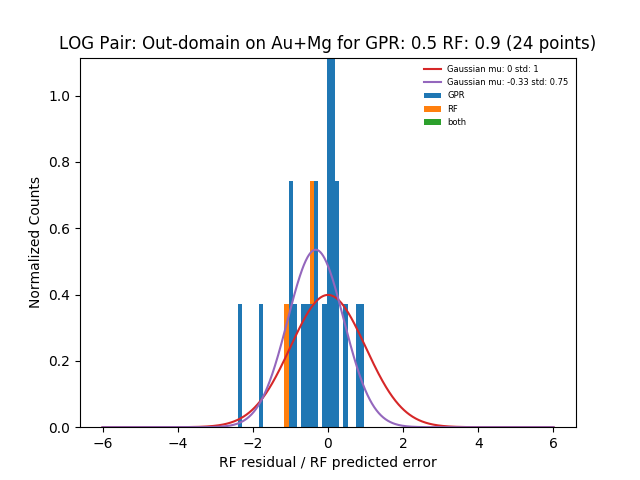 LOG Pair: Out-domain on Au+Mg for GPR: 0.5 RF: 0.9 (24 points)
Gaussian mu: 0 std: 1
Gaussian mu: -0.33 std: 0.75
GPR
RF
both
1.0
0.8
0.6
0.4
0.2
0.0
Normalized Counts
−6 −4 −2 0 2 4 6
RF residual / RF predicted error